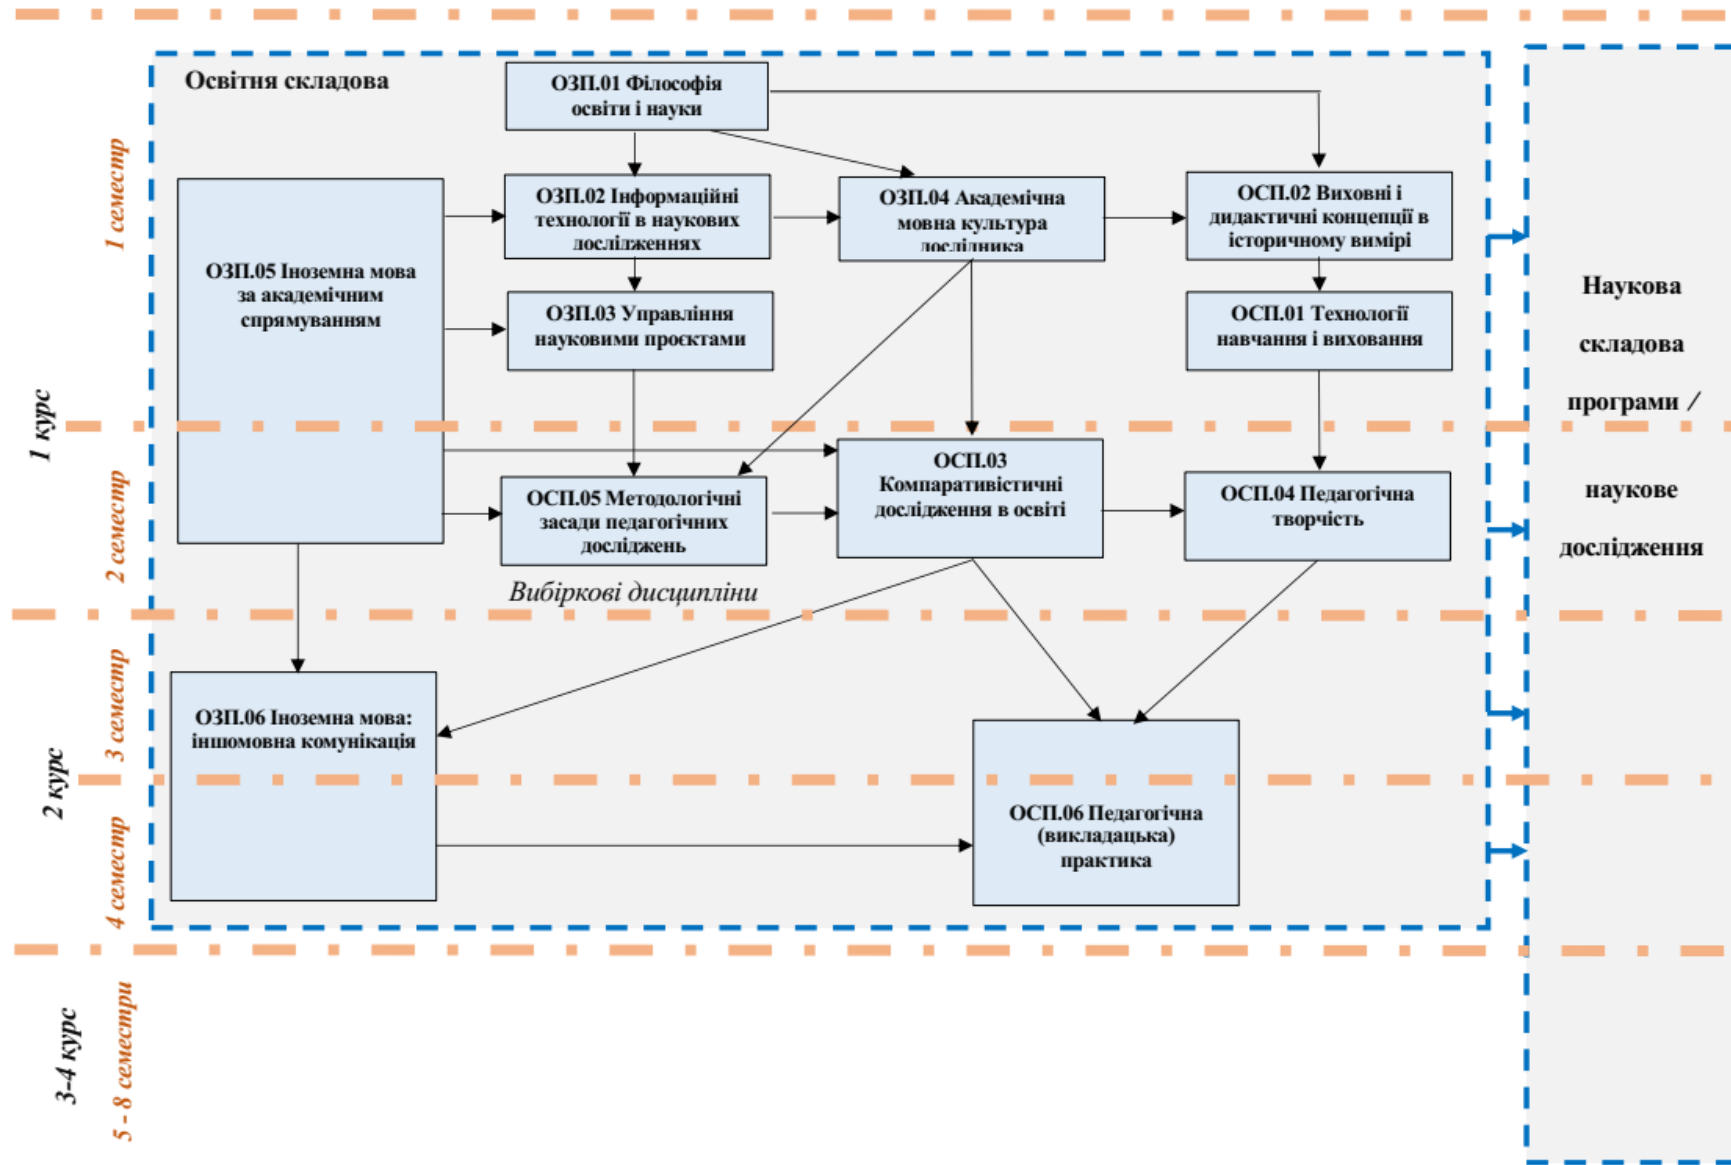 Освітня складова
ОЗП.01 Філософія
освіти і науки
1 семестр
ОЗП.02 Інформаційні
технології в наукових
дослідженнях
ОЗП.04 Академічна
мовна культура
дослідника
ОСП.02 Виховні і
дидактичні концепції в
історичному вимірі
ОЗП.05 Іноземна мова
за академічним
спрямуванням
ОЗП.03 Управління
науковими проєктами
ОСП.01 Технології
навчання і виховання
Наукова
складова
програми /
наукове
дослідження
1 курс
2 семестр
ОСП.05 Методологічні
засади педагогічних
досліджень
ОСП.03
Компаративістичні
дослідження в освіті
ОСП.04 Педагогічна
творчість
Вибіркові дисципліни
3 семестр
ОЗП.06 Іноземна мова:
іншомовна комунікація
2 курс
4 семестр
ОСП.06 Педагогічна
(викладацька)
практика
3-4 курс
5 - 8 семестри